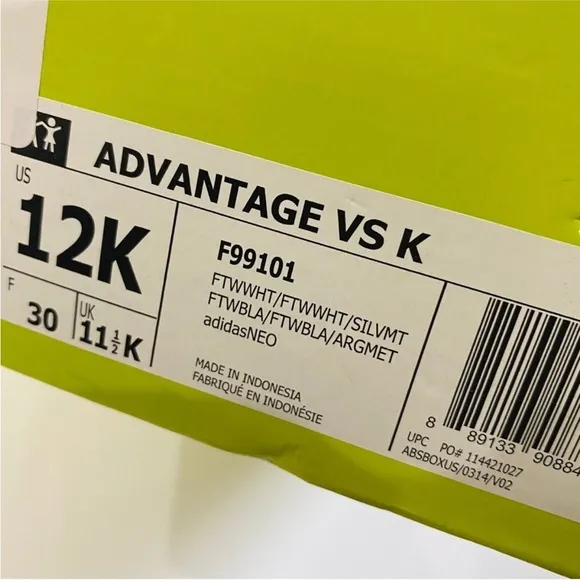 ADVANTAGE VS K
US
12K
F
30
UK
11½K
F99101
FTWWHT/FTWWHT/SILVMT
FTWBLA/FTWBLA/ARGMET
adidasNEO
MADE IN INDONESIA
FABRIQUÉ EN INDONÉSIE
8 89133 90884
UPC PO# 114421027
ABSBOXUS/0314/V02